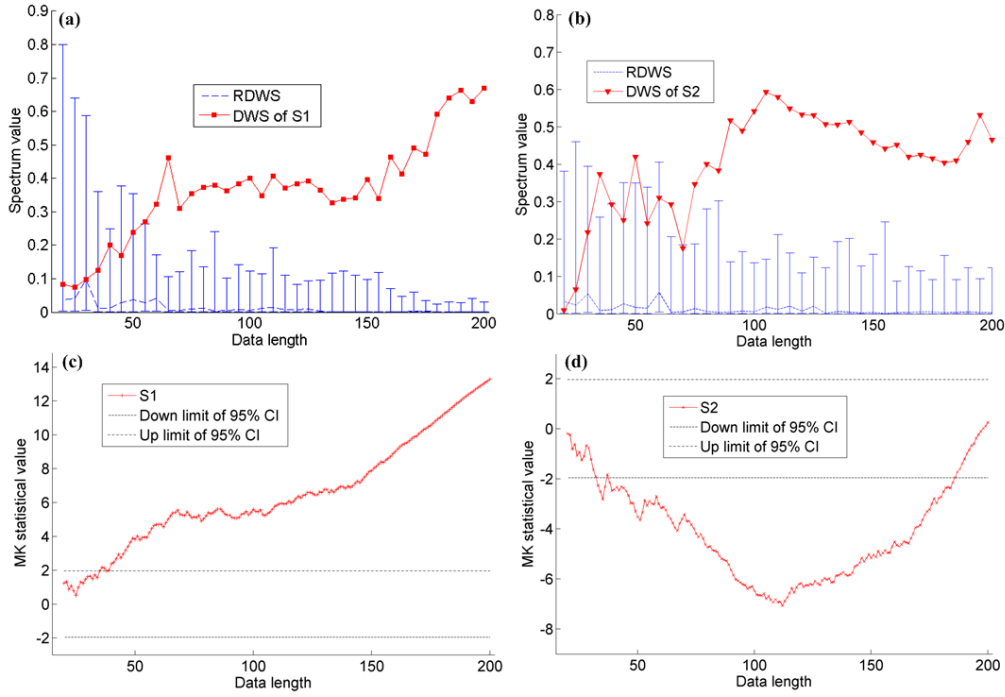 (a)
0.9
0.8
0.7
0.6
0.5
0.4
0.3
0.2
0.1
0
Spectrum value
RDWS
DWS of S1
50
100
150
200
Data length
(b)
0.8
0.7
0.6
0.5
0.4
0.3
0.2
0.1
0
Spectrum value
RDWS
DWS of S2
50
100
150
200
Data length
(c)
14
12
10
8
6
4
2
0
-2
MK statistical value
S1
Down limit of 95% CI
Up limit of 95% CI
50
100
150
200
Data length
(d)
2
0
-2
-4
-6
-8
MK statistical value
S2
Down limit of 95% CI
Up limit of 95% CI
50
100
150
200
Data length